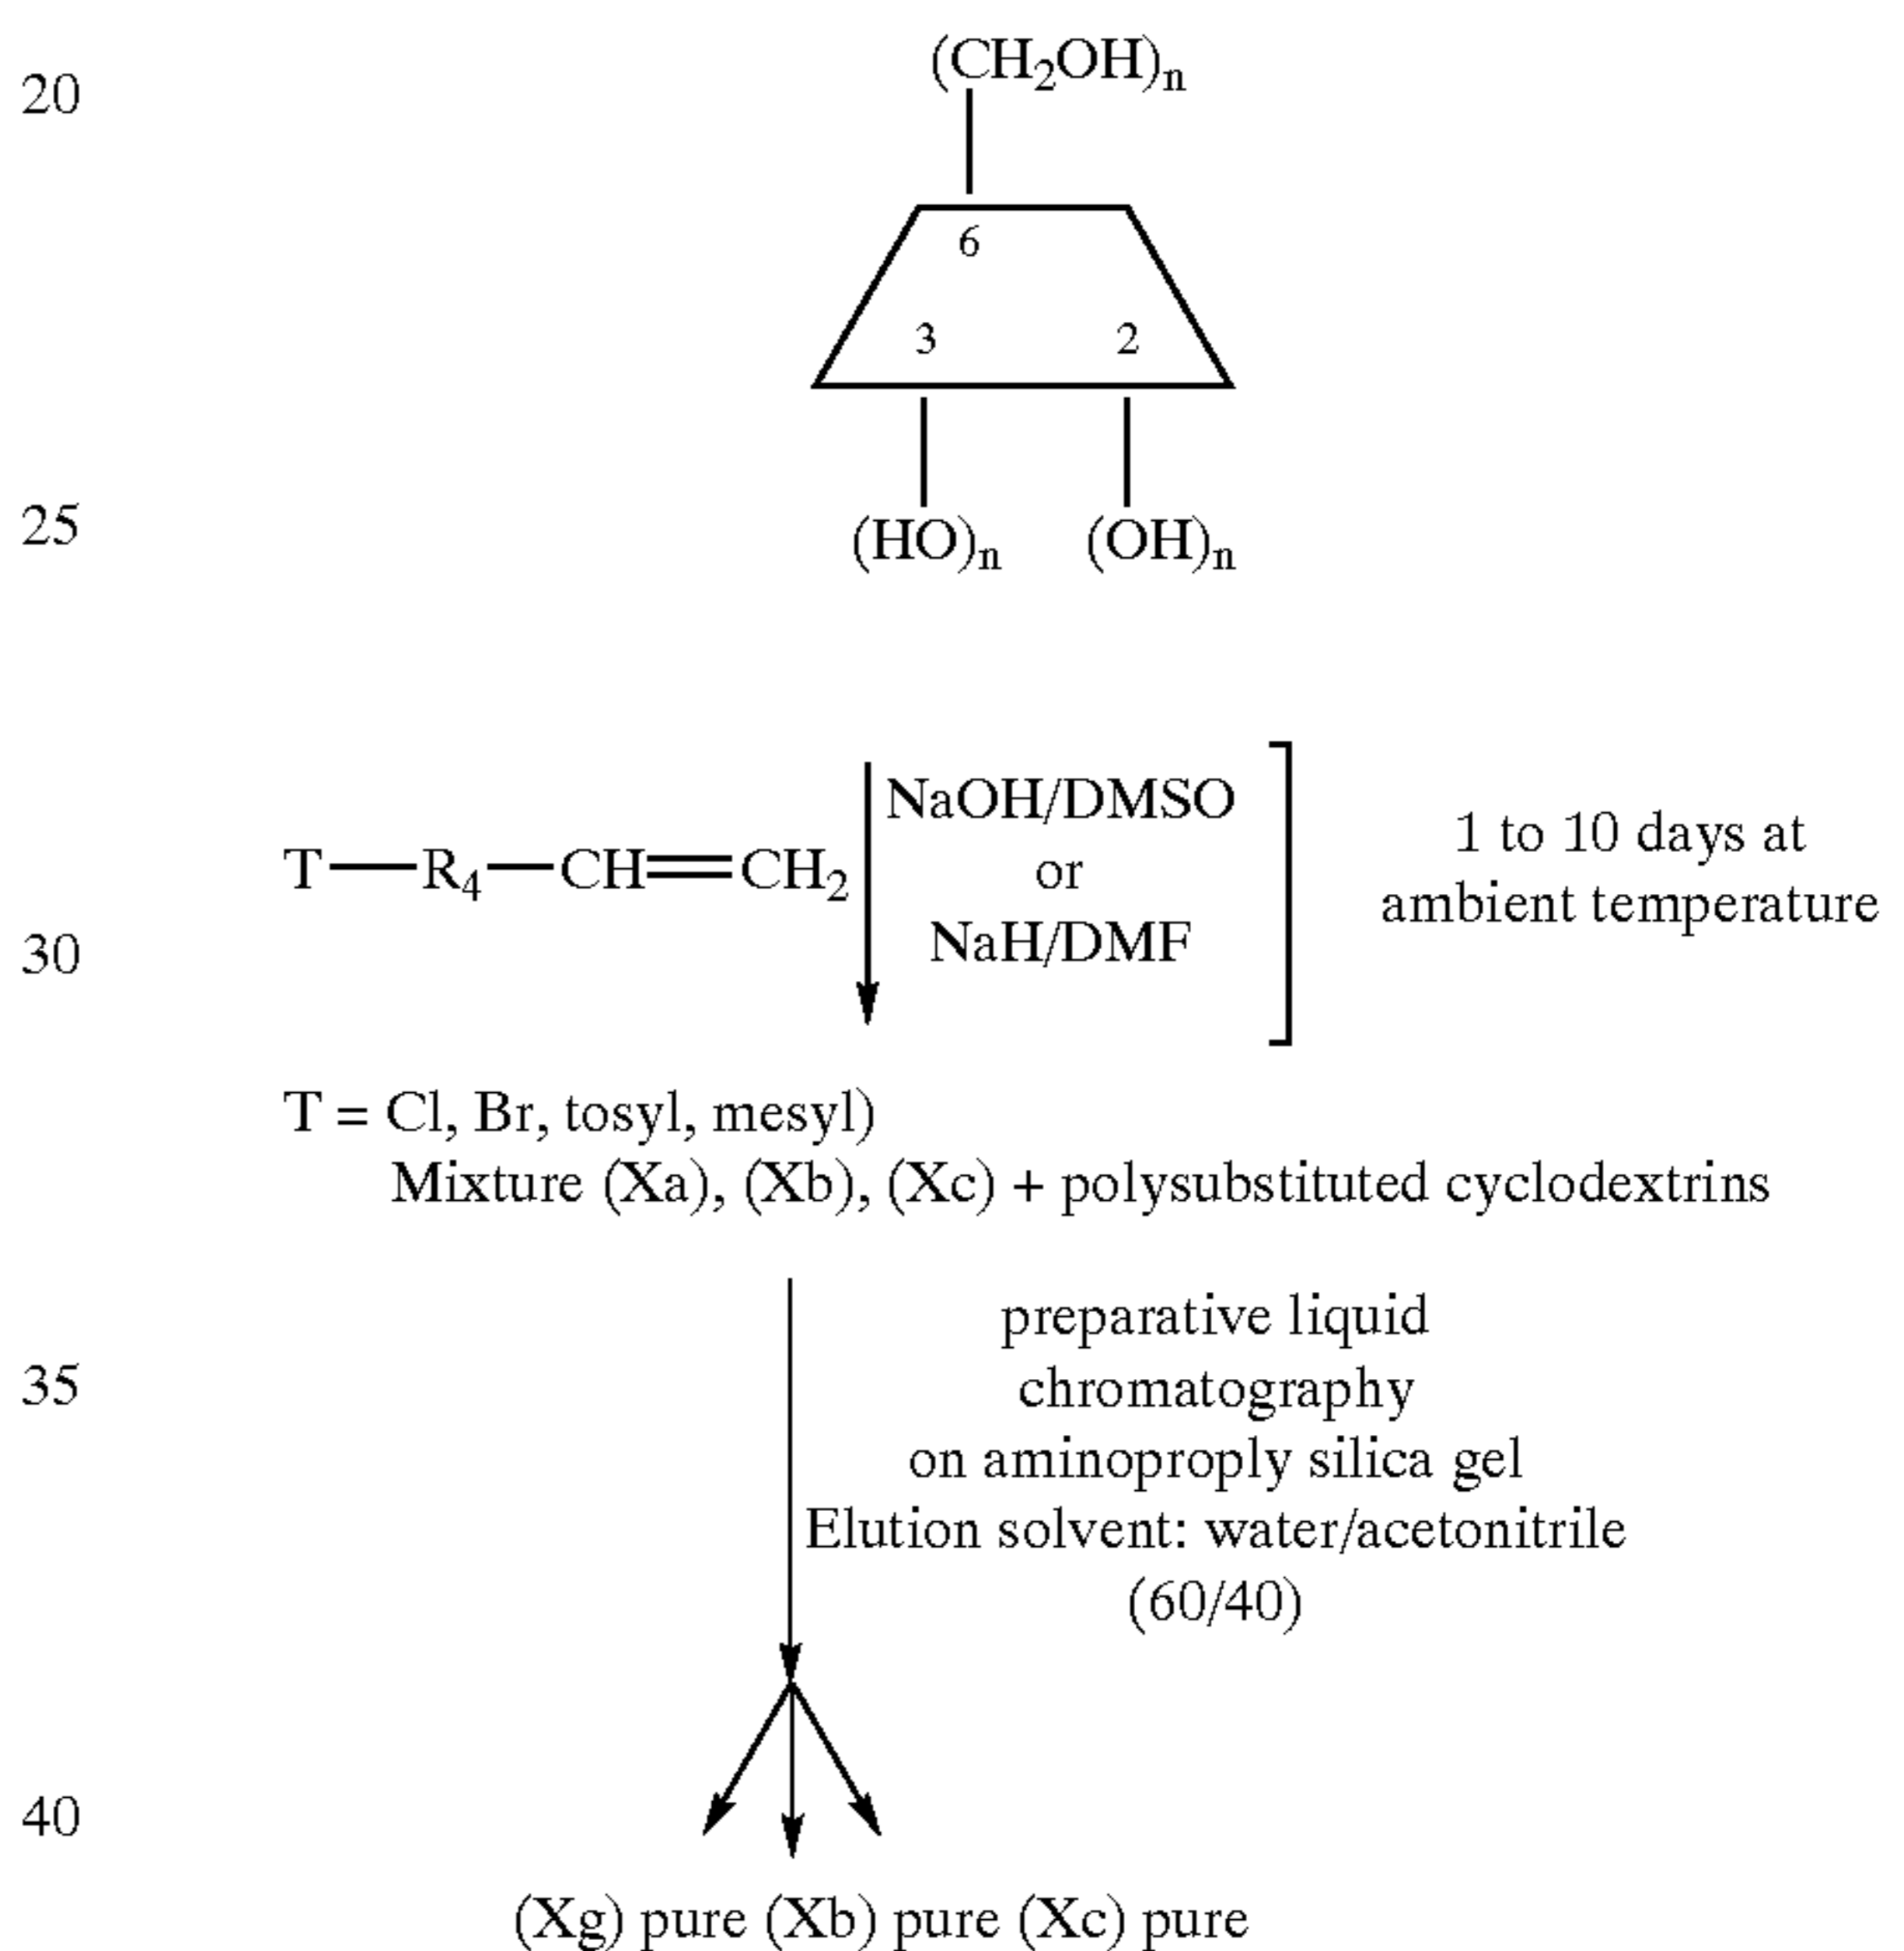 20
(CH2OH)n
6
3 2
25
(HO)n (OH)n
NaOH/DMSO
T—R4—CH=CH2 or
30
NaH/DMF
1 to 10 days at
ambient temperature
T = Cl, Br, tosyl, mesyl)
Mixture (Xa), (Xb), (Xc) + polysubstituted cyclodextrins
preparative liquid
35
chromatography
on aminoproply silica gel
Elution solvent: water/acetonitrile
(60/40)
40
(Xg) pure (Xb) pure (Xc) pure